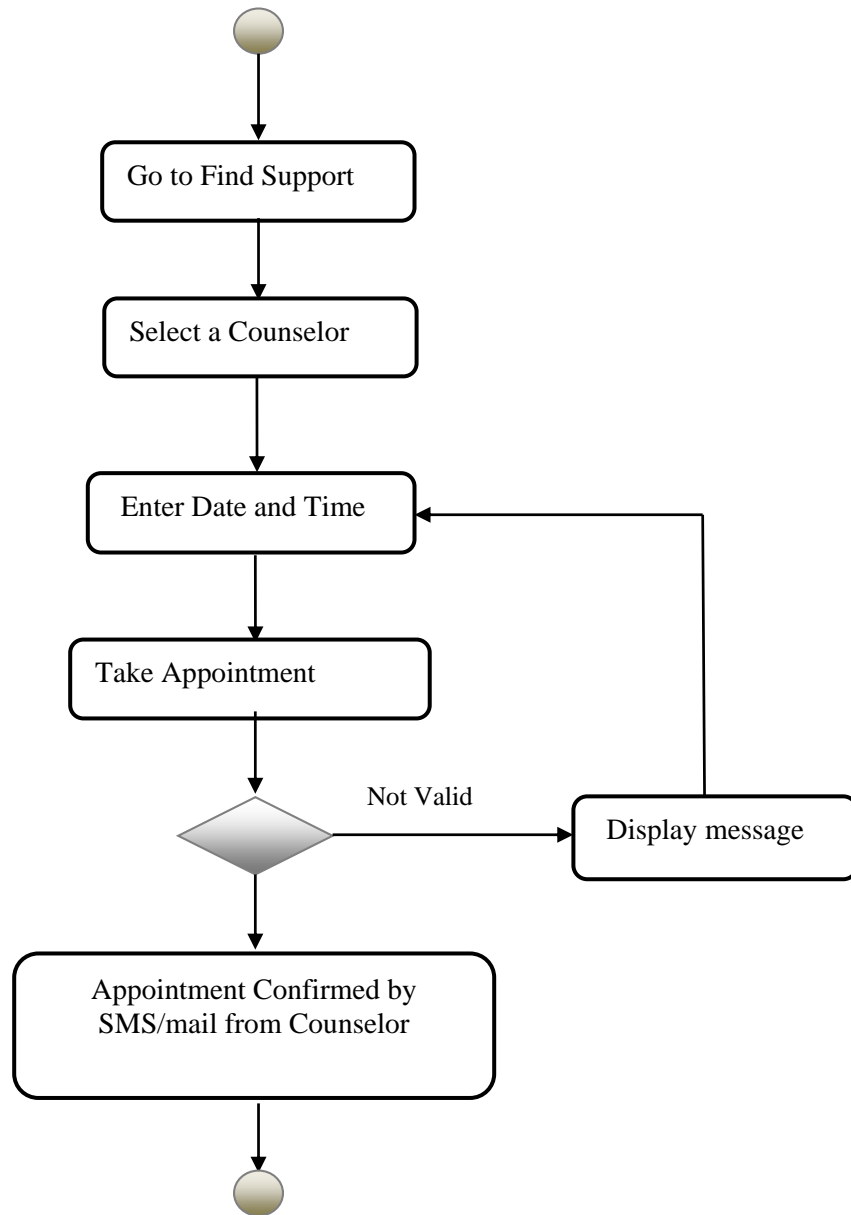 Go to Find Support
Select a Counselor
Enter Date and Time
Take Appointment
Not Valid
Display message
Appointment Confirmed by
SMS/mail from Counselor